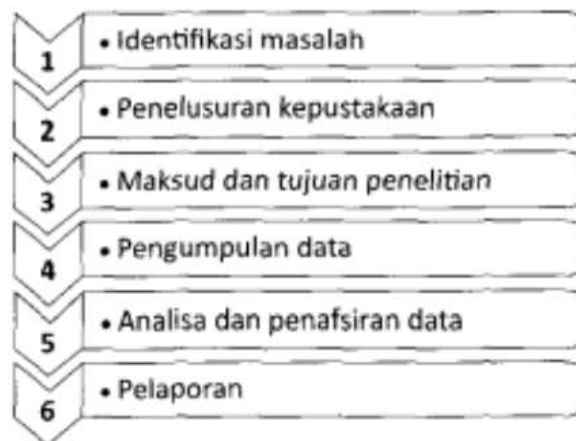 1 • Identifikasi masalah
2 • Penelusuran kepustakaan
3 • Maksud dan tujuan penelitian
4 • Pengumpulan data
5 • Analisa dan penafsiran data
6 • Pelaporan